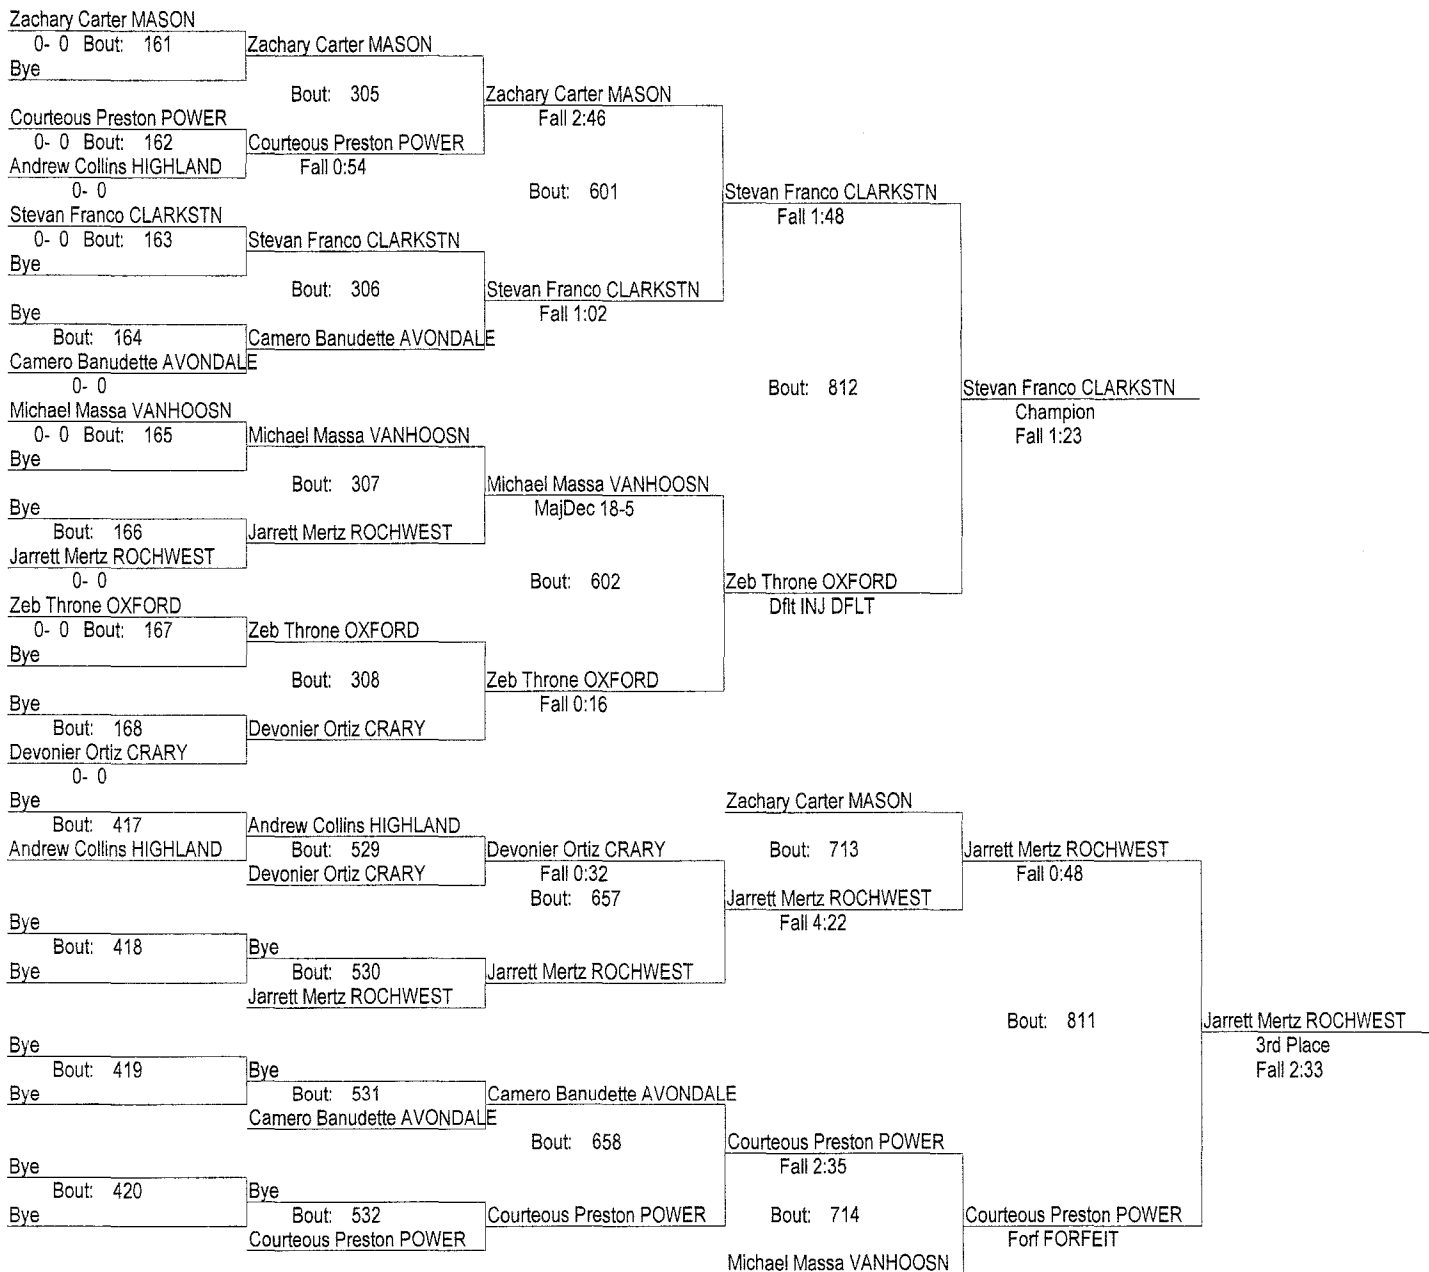 Zachary Carter MASON
0- 0 Bout: 161
Bye
Zachary Carter MASON
Bout: 305
Courteous Preston POWER
0- 0 Bout: 162
Andrew Collins HIGHLAND
0- 0
Courteous Preston POWER
Fall 0:54
Zachary Carter MASON
Fall 2:46
Bout: 601
Stevan Franco CLARKSTN
0- 0 Bout: 163
Bye
Stevan Franco CLARKSTN
Bout: 306
Bye
Bout: 164
Camero Banudette AVONDALE
0- 0
Camero Banudette AVONDALE
Stevan Franco CLARKSTN
Fall 1:02
Stevan Franco CLARKSTN
Fall 1:48
Bout: 812
Stevan Franco CLARKSTN
Champion
Fall 1:23
Michael Massa VANHOOSN
0- 0 Bout: 165
Bye
Michael Massa VANHOOSN
Bout: 307
Bye
Bout: 166
Jarrett Mertz ROCHWEST
0- 0
Jarrett Mertz ROCHWEST
Michael Massa VANHOOSN
MajDec 18-5
Bout: 602
Zeb Throne OXFORD
Dflt INJ DFLT
Zeb Throne OXFORD
0- 0 Bout: 167
Bye
Zeb Throne OXFORD
Bout: 308
Bye
Bout: 168
Devonier Ortiz CRARY
0- 0
Devonier Ortiz CRARY
Zeb Throne OXFORD
Fall 0:16
Bye
Bout: 417
Andrew Collins HIGHLAND
Andrew Collins HIGHLAND
Bout: 529
Devonier Ortiz CRARY
Devonier Ortiz CRARY
Fall 0:32
Bout: 657
Bye
Bout: 418
Bye
Bye
Bout: 530
Jarrett Mertz ROCHWEST
Jarrett Mertz ROCHWEST
Zachary Carter MASON
Bout: 713
Jarrett Mertz ROCHWEST
Fall 4:22
Jarrett Mertz ROCHWEST
Fall 0:48
Bout: 811
Jarrett Mertz ROCHWEST
3rd Place
Fall 2:33
Bye
Bout: 419
Bye
Bye
Bout: 531
Camero Banudette AVONDALE
Camero Banudette AVONDALE
Bout: 658
Bye
Bout: 420
Bye
Bye
Bout: 532
Courteous Preston POWER
Courteous Preston POWER
Courteous Preston POWER
Fall 2:35
Bout: 714
Michael Massa VANHOOSN
Courteous Preston POWER
Forf FORFEIT